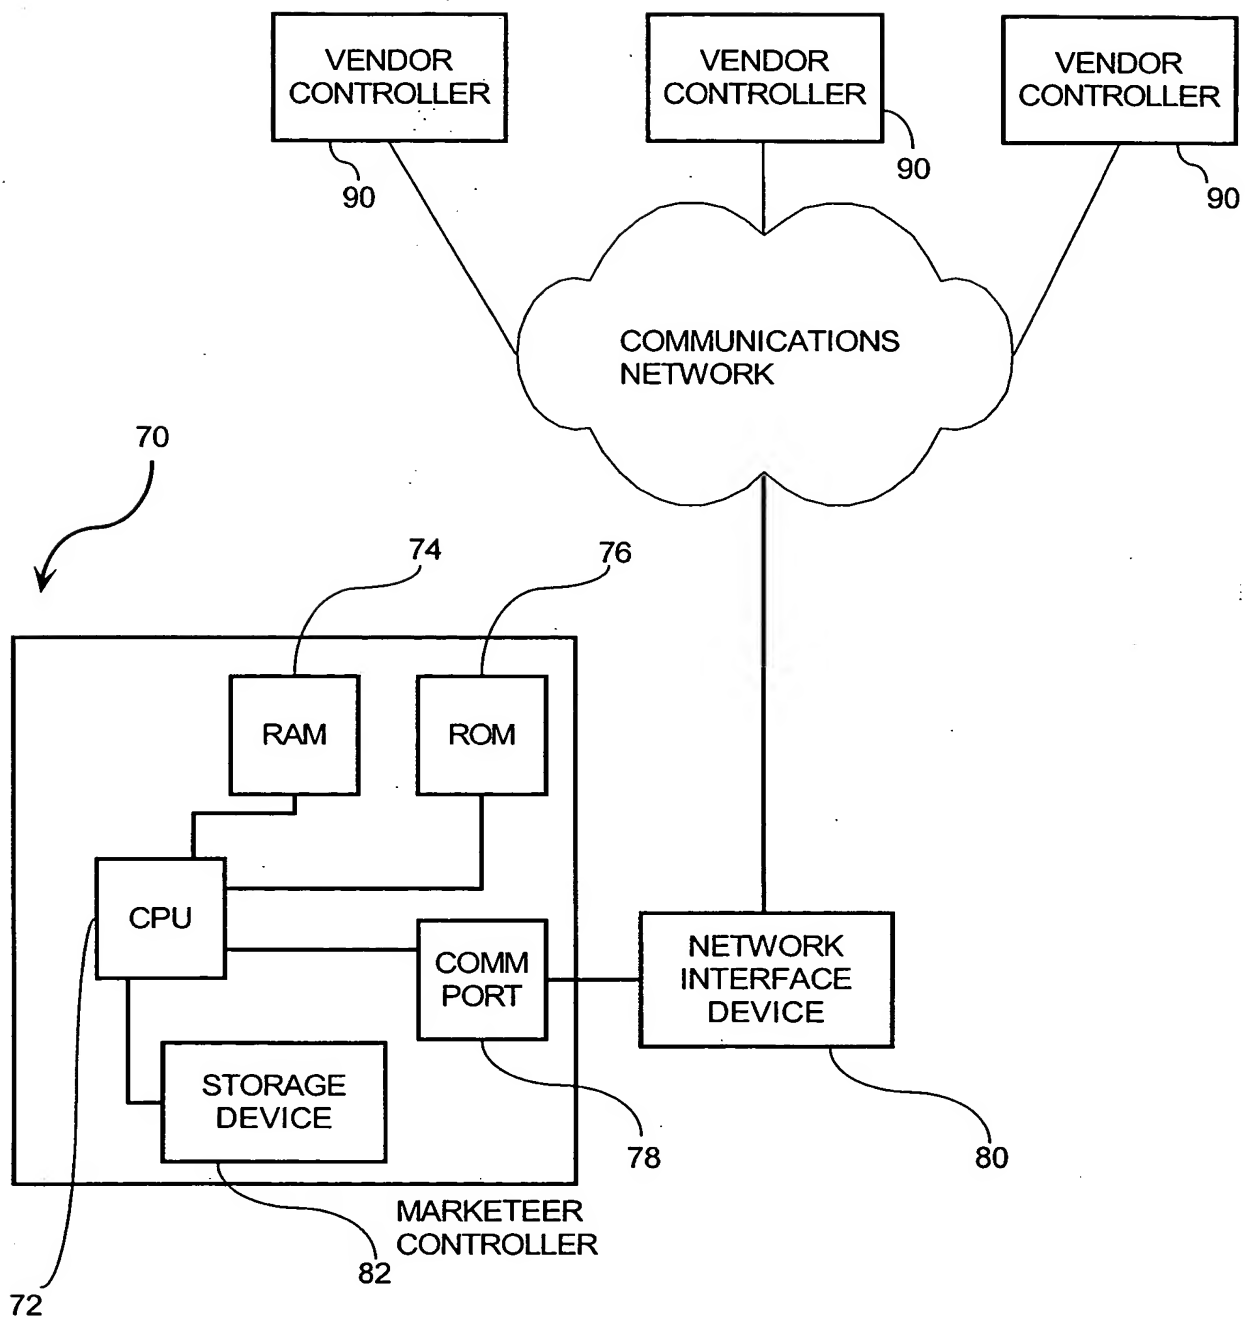 VENDOR
CONTROLLER
VENDOR
CONTROLLER
VENDOR
CONTROLLER
90
90
90
COMMUNICATIONS
NETWORK
70
74
76
RAM
ROM
CPU
COMM
PORT
NETWORK
INTERFACE
DEVICE
STORAGE
DEVICE
78
80
MARKETEER
CONTROLLER
82
72